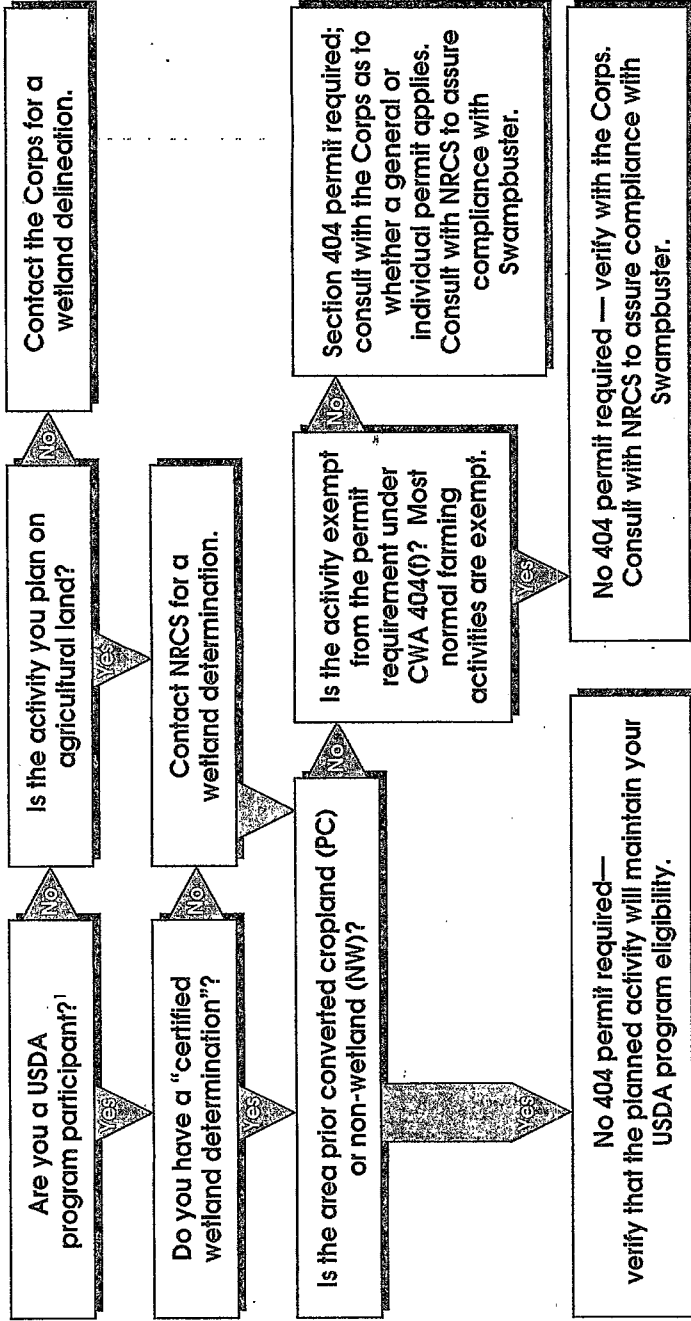 Are you a USDA
program participant?¹
No
Yes
Is the activity you plan on
agricultural land?
No
Yes
Contact the Corps for a
wetland delineation.
Do you have a "certified
wetland determination"?
No
Yes
Contact NRCS for a
wetland determination.
Is the area prior converted cropland (PC)
or non-wetland (NW)?
No
Yes
Is the activity exempt
from the permit
requirement under
CWA 404(f)? Most
normal farming
activities are exempt.
No
Yes
Section 404 permit required;
consult with the Corps as to
whether a general or
individual permit applies.
Consult with NRCS to assure
compliance with
Swampbuster.
No 404 permit required—
verify that the planned activity will maintain your
USDA program eligibility.
No 404 permit required — verify with the Corps.
Consult with NRCS to assure compliance with
Swampbuster.